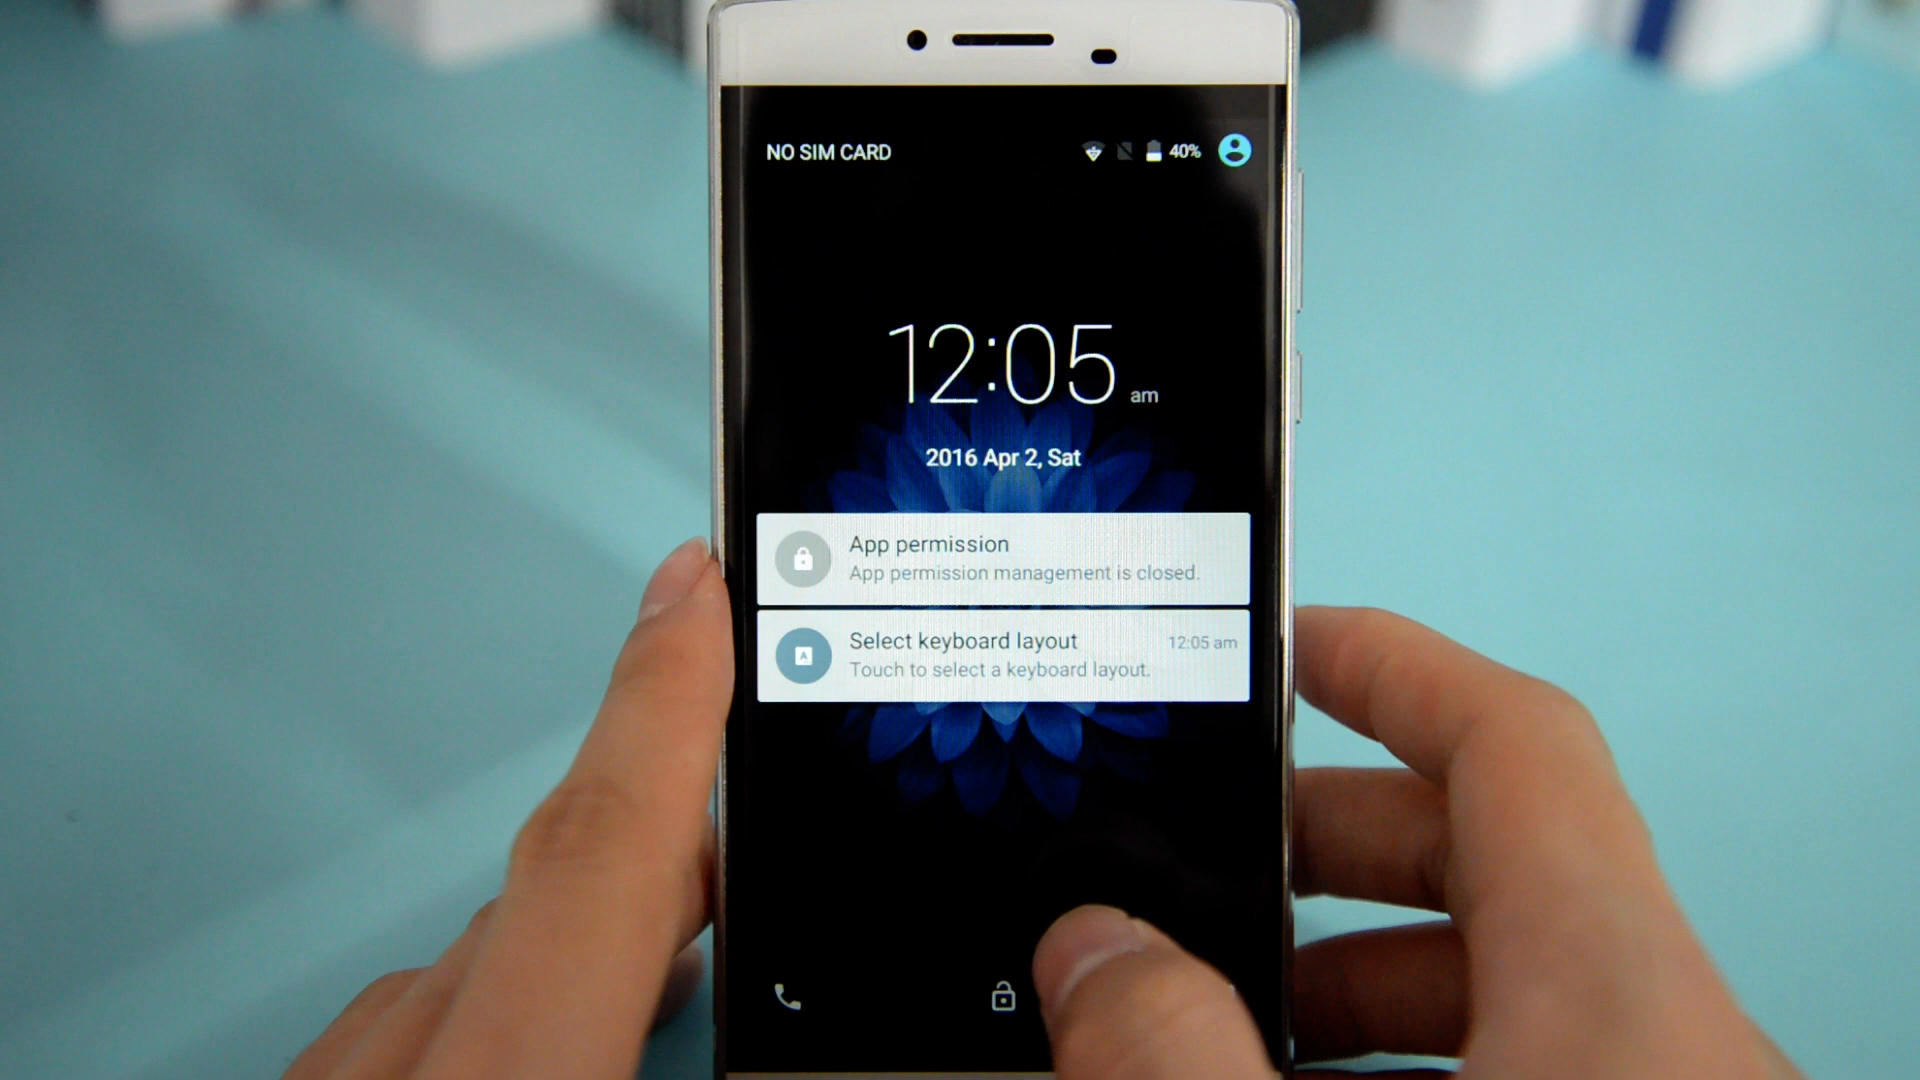 NO SIM CARD 40%
12:05 am
2016 Apr 2, Sat
App permission
App permission management is closed.
Select keyboard layout 12:05 am
Touch to select a keyboard layout.